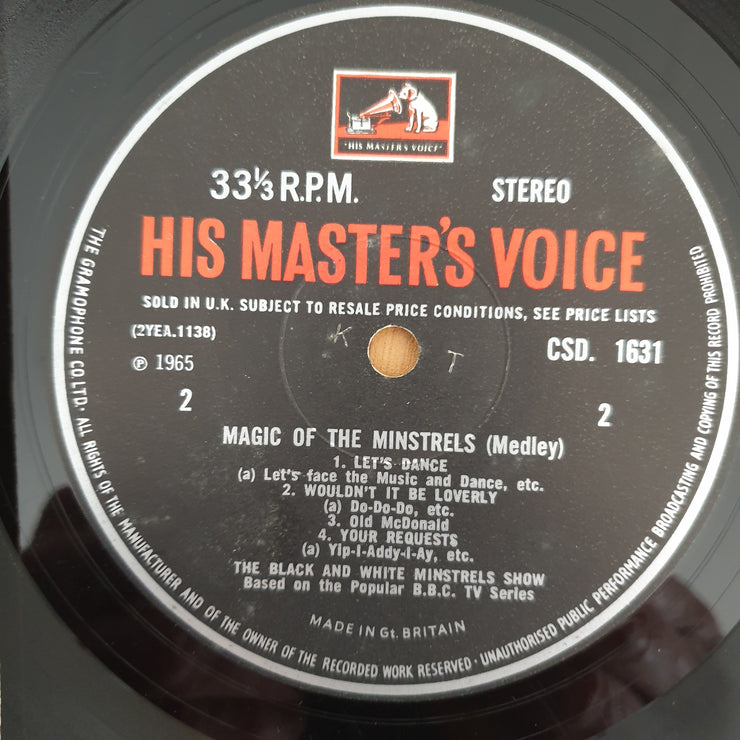 "HIS MASTER'S VOICE"
33⅓ R.P.M. STEREO
HIS MASTER'S VOICE
SOLD IN U.K. SUBJECT TO RESALE PRICE CONDITIONS, SEE PRICE LISTS
(2YEA.1138)
CSD. 1631
℗ 1965
K T
2 2
MAGIC OF THE MINSTRELS (Medley)
1. LET'S DANCE
(a) Let's face the Music and Dance, etc.
2. WOULDN'T IT BE LOVERLY
(a) Do-Do-Do, etc.
3. Old McDonald
4. YOUR REQUESTS
(a) Yip-I-Addy-I-Ay, etc.
THE BLACK AND WHITE MINSTRELS SHOW
Based on the Popular B.B.C. TV Series
MADE IN Gt. BRITAIN
THE GRAMOPHONE CO. LTD. · ALL RIGHTS OF THE MANUFACTURER AND OF THE OWNER OF THE RECORDED WORK RESERVED · UNAUTHORISED PUBLIC PERFORMANCE BROADCASTING AND COPYING OF THIS RECORD PROHIBITED